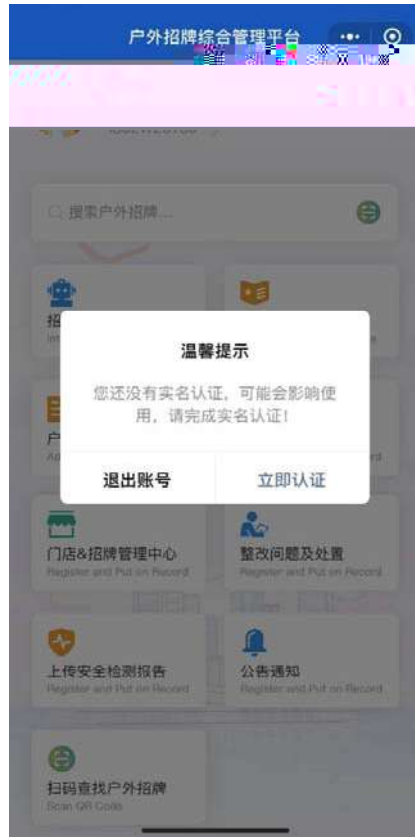 户外招牌综合管理平台
搜索户外招牌...
招
温馨提示
您还没有实名认证，可能会影响使
用，请完成实名认证！
退出账号
立即认证
户
门店&招牌管理中心
Register and Put on Record
整改问题及处置
Register and Put on Record
上传安全检测报告
Register and Put on Record
公告通知
Register and Put on Record
扫码查找户外招牌
Scan QR Code